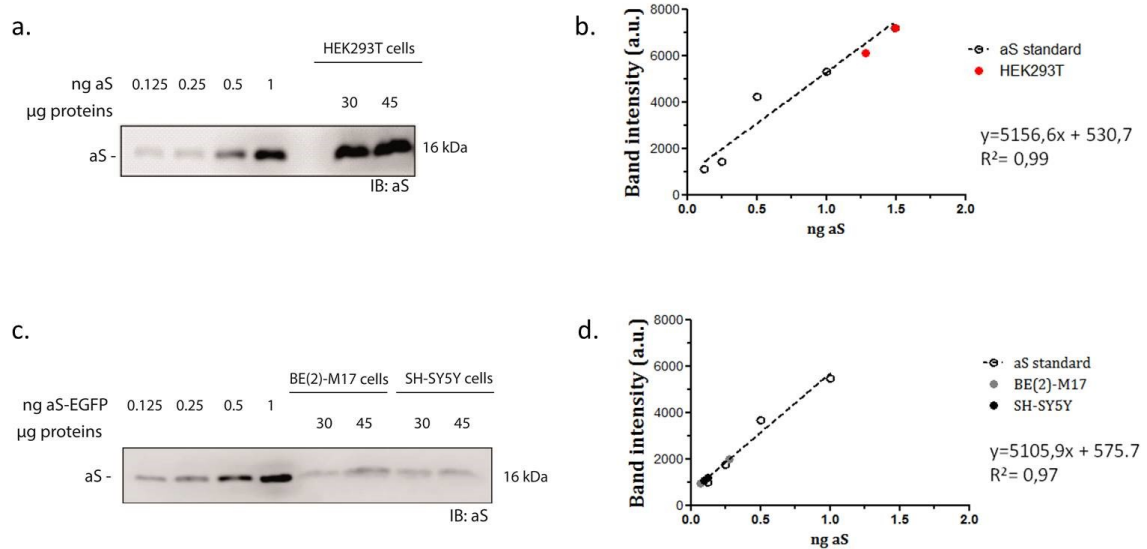 a.
HEK293T cells
ng aS 0.125 0.25 0.5 1
µg proteins 30 45
aS - 16 kDa
IB: aS
b.
Band intensity (a.u.)
8000
6000
4000
2000
0
0.0 0.5 1.0 1.5 2.0
ng aS
aS standard
HEK293T
y=5156,6x + 530,7
R²= 0,99
c.
BE(2)-M17 cells SH-SY5Y cells
ng aS-EGFP 0.125 0.25 0.5 1
µg proteins 30 45 30 45
aS - 16 kDa
IB: aS
d.
Band intensity (a.u.)
8000
6000
4000
2000
0
0.0 0.5 1.0 1.5 2.0
ng aS
aS standard
BE(2)-M17
SH-SY5Y
y=5105,9x + 575.7
R²= 0,97